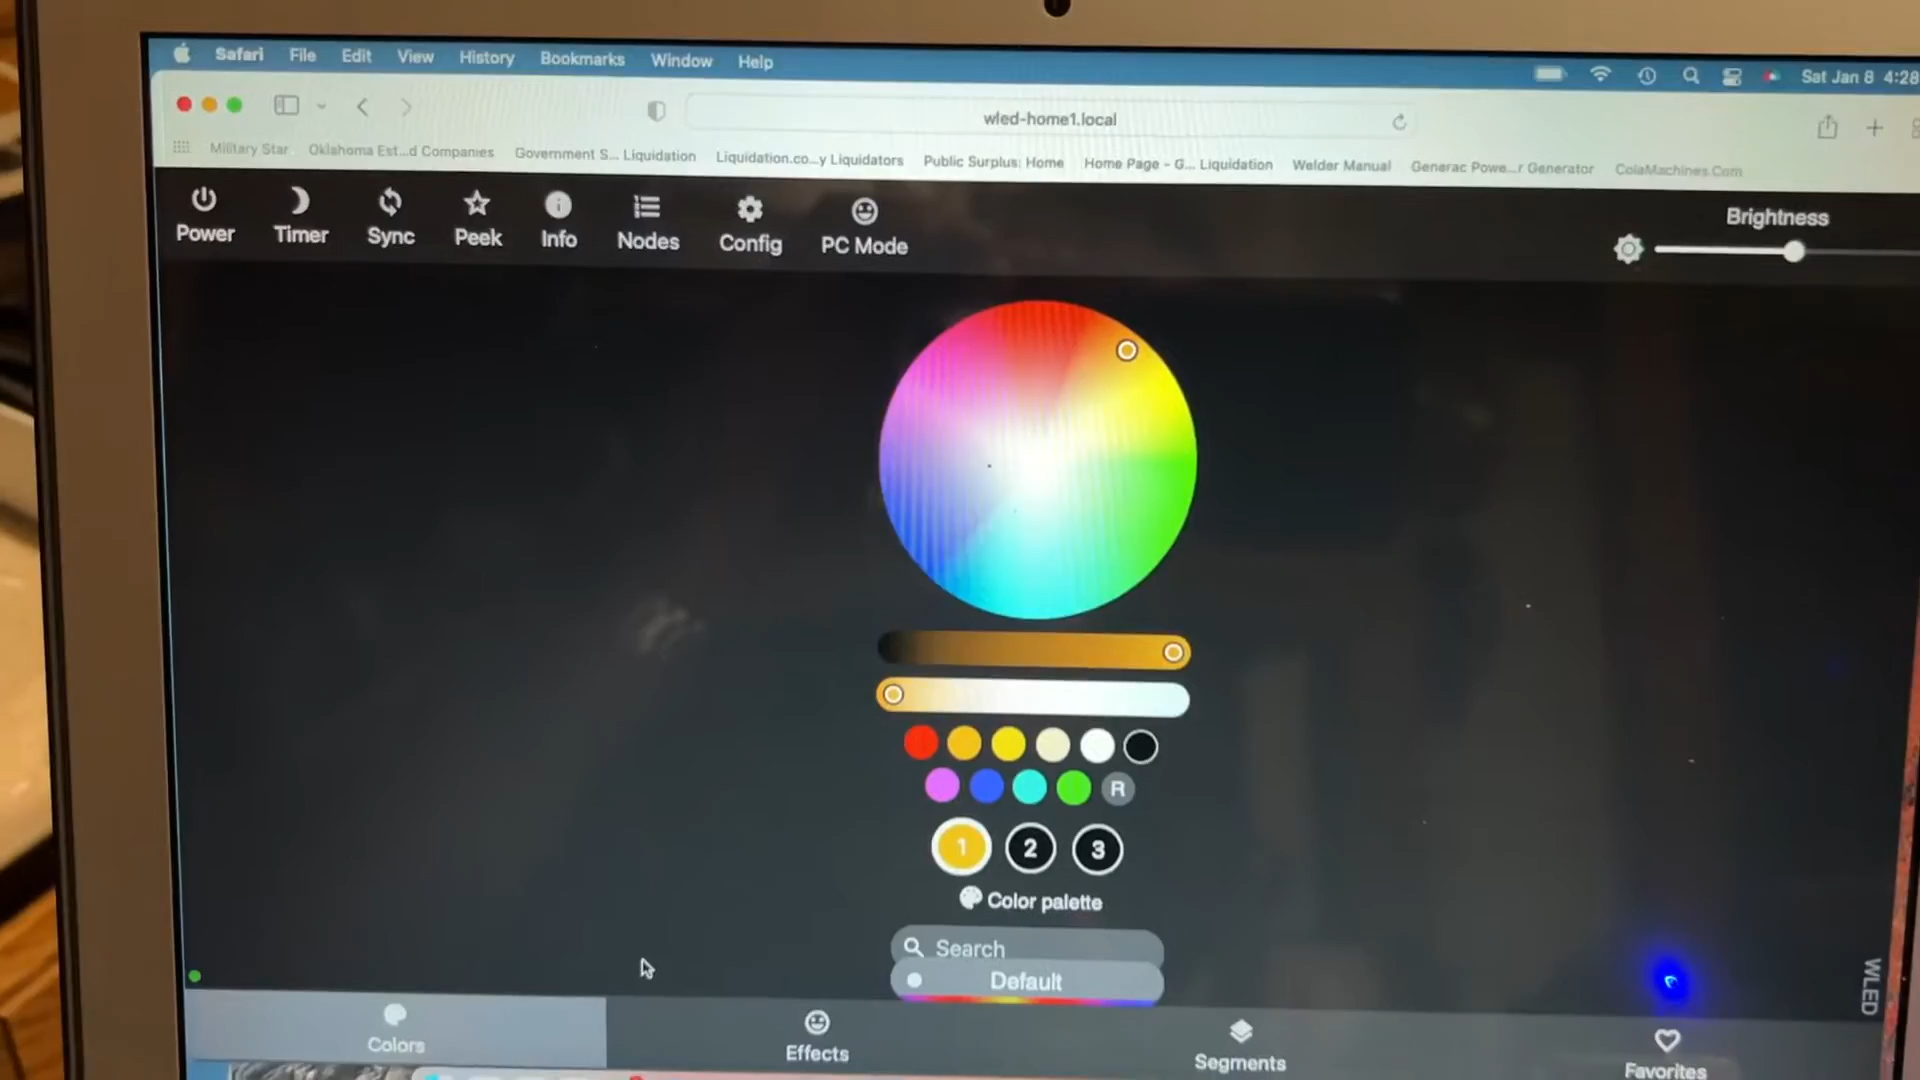 Safari File Edit View History Bookmarks Window Help
Sat Jan 8 4:28
wled-home1.local
Military Star Oklahoma Est...d Companies Government S... Liquidation Liquidation.co...y Liquidators Public Surplus: Home Home Page - G... Liquidation Welder Manual Generac Powe...r Generator ColaMachines.Com
Power Timer Sync Peek Info Nodes Config PC Mode
Brightness
R
1 2 3
Color palette
Search
Default
WLED
Colors Effects Segments Favorites